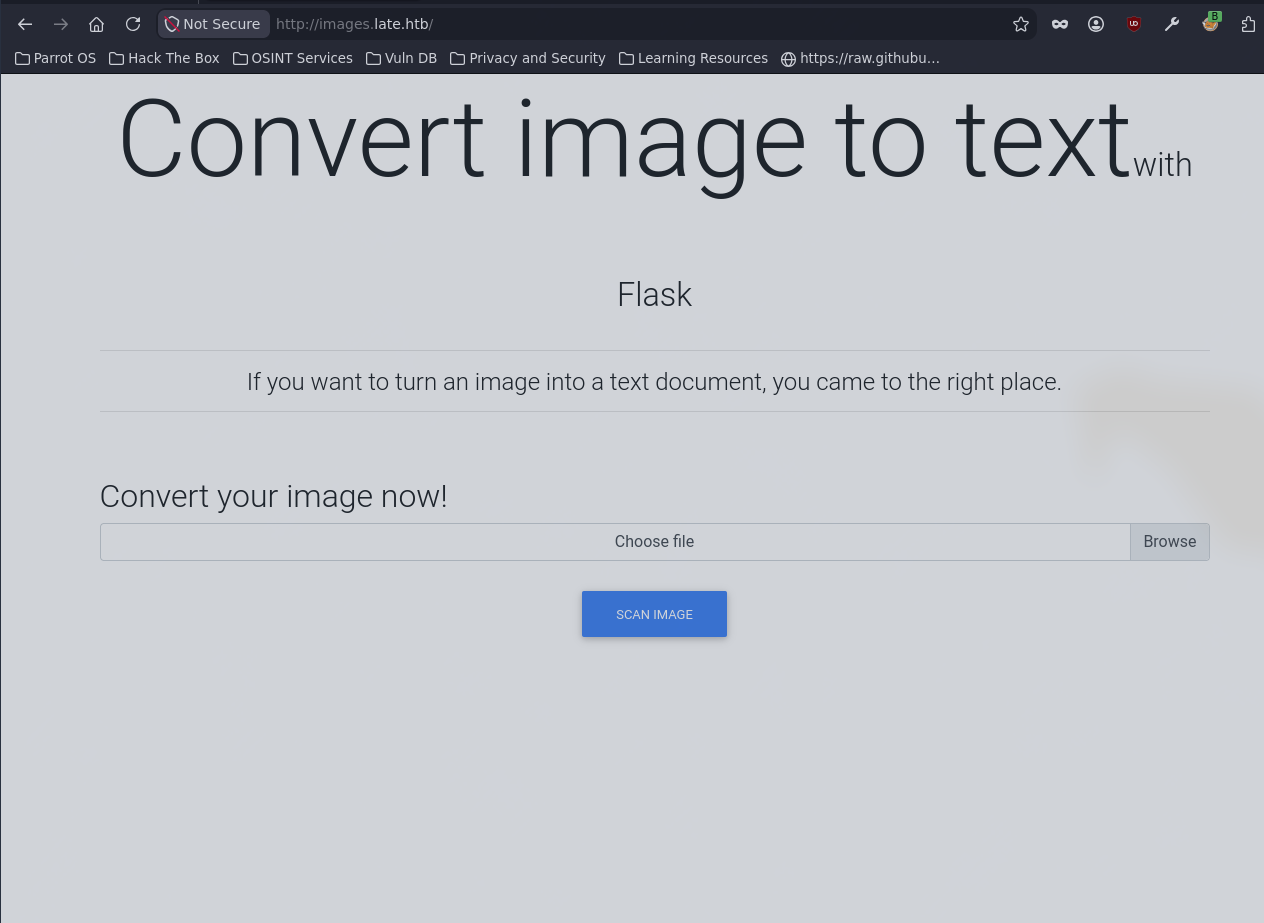 Not Secure http://images.late.htb/
B
Parrot OS Hack The Box OSINT Services Vuln DB Privacy and Security Learning Resources https://raw.githubu...
Convert image to text with
Flask
If you want to turn an image into a text document, you came to the right place.
Convert your image now!
Choose file Browse
SCAN IMAGE